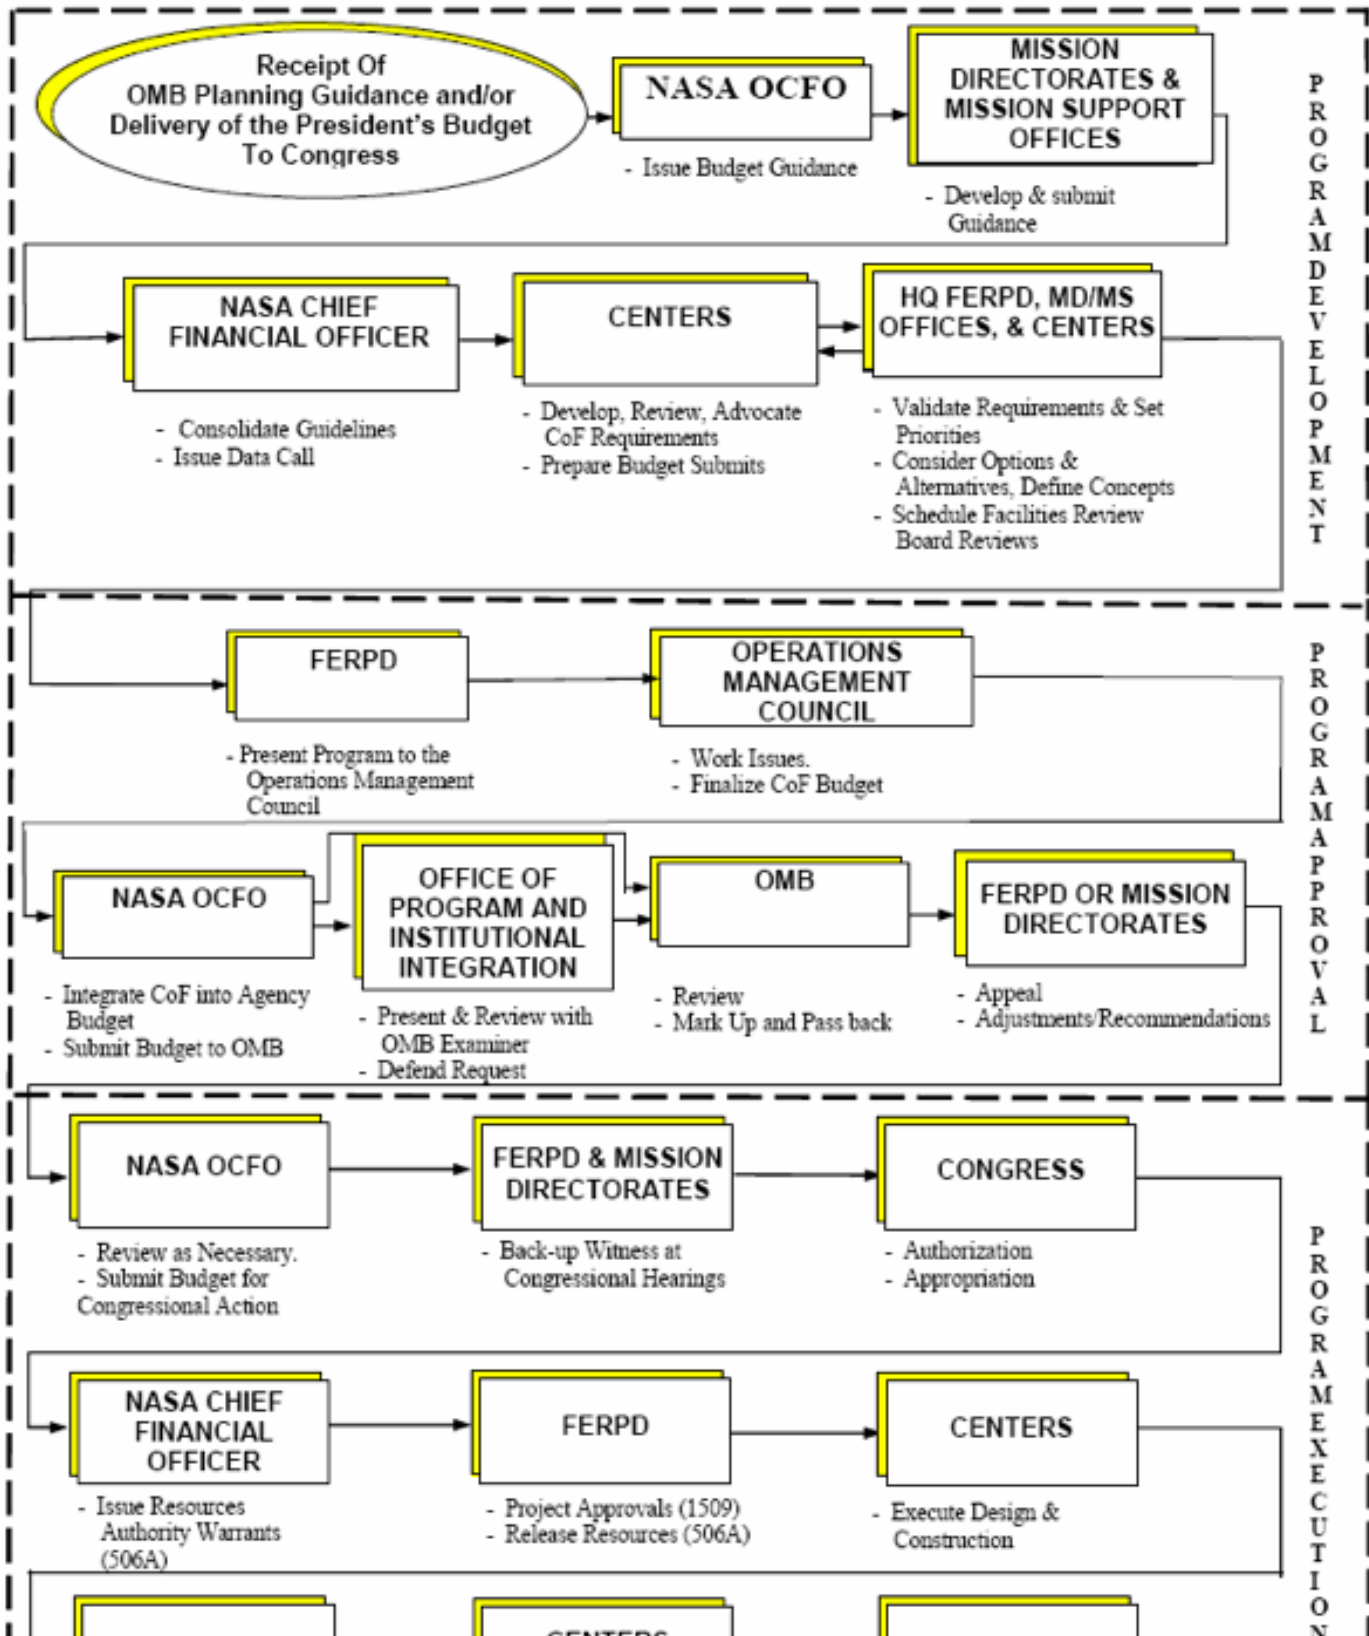 Receipt Of
OMB Planning Guidance and/or
Delivery of the President's Budget
To Congress
NASA OCFO
- Issue Budget Guidance
MISSION
DIRECTORATES &
MISSION SUPPORT
OFFICES
- Develop & submit
Guidance
NASA CHIEF
FINANCIAL OFFICER
- Consolidate Guidelines
- Issue Data Call
CENTERS
- Develop, Review, Advocate
CoF Requirements
- Prepare Budget Submits
HQ FERPD, MD/MS
OFFICES, & CENTERS
- Validate Requirements & Set
Priorities
- Consider Options &
Alternatives, Define Concepts
- Schedule Facilities Review
Board Reviews
PROGRAM DEVELOPMENT
FERPD
- Present Program to the
Operations Management
Council
OPERATIONS
MANAGEMENT
COUNCIL
- Work Issues.
- Finalize CoF Budget
NASA OCFO
- Integrate CoF into Agency
Budget
- Submit Budget to OMB
OFFICE OF
PROGRAM AND
INSTITUTIONAL
INTEGRATION
- Present & Review with
OMB Examiner
- Defend Request
OMB
- Review
- Mark Up and Pass back
FERPD OR MISSION
DIRECTORATES
- Appeal
- Adjustments/Recommendations
PROGRAM APPROVAL
NASA OCFO
- Review as Necessary.
- Submit Budget for
Congressional Action
FERPD & MISSION
DIRECTORATES
- Back-up Witness at
Congressional Hearings
CONGRESS
- Authorization
- Appropriation
NASA CHIEF
FINANCIAL
OFFICER
- Issue Resources
Authority Warrants
(506A)
FERPD
- Project Approvals (1509)
- Release Resources (506A)
CENTERS
- Execute Design &
Construction
PROGRAM EXECUTION
CENTERS